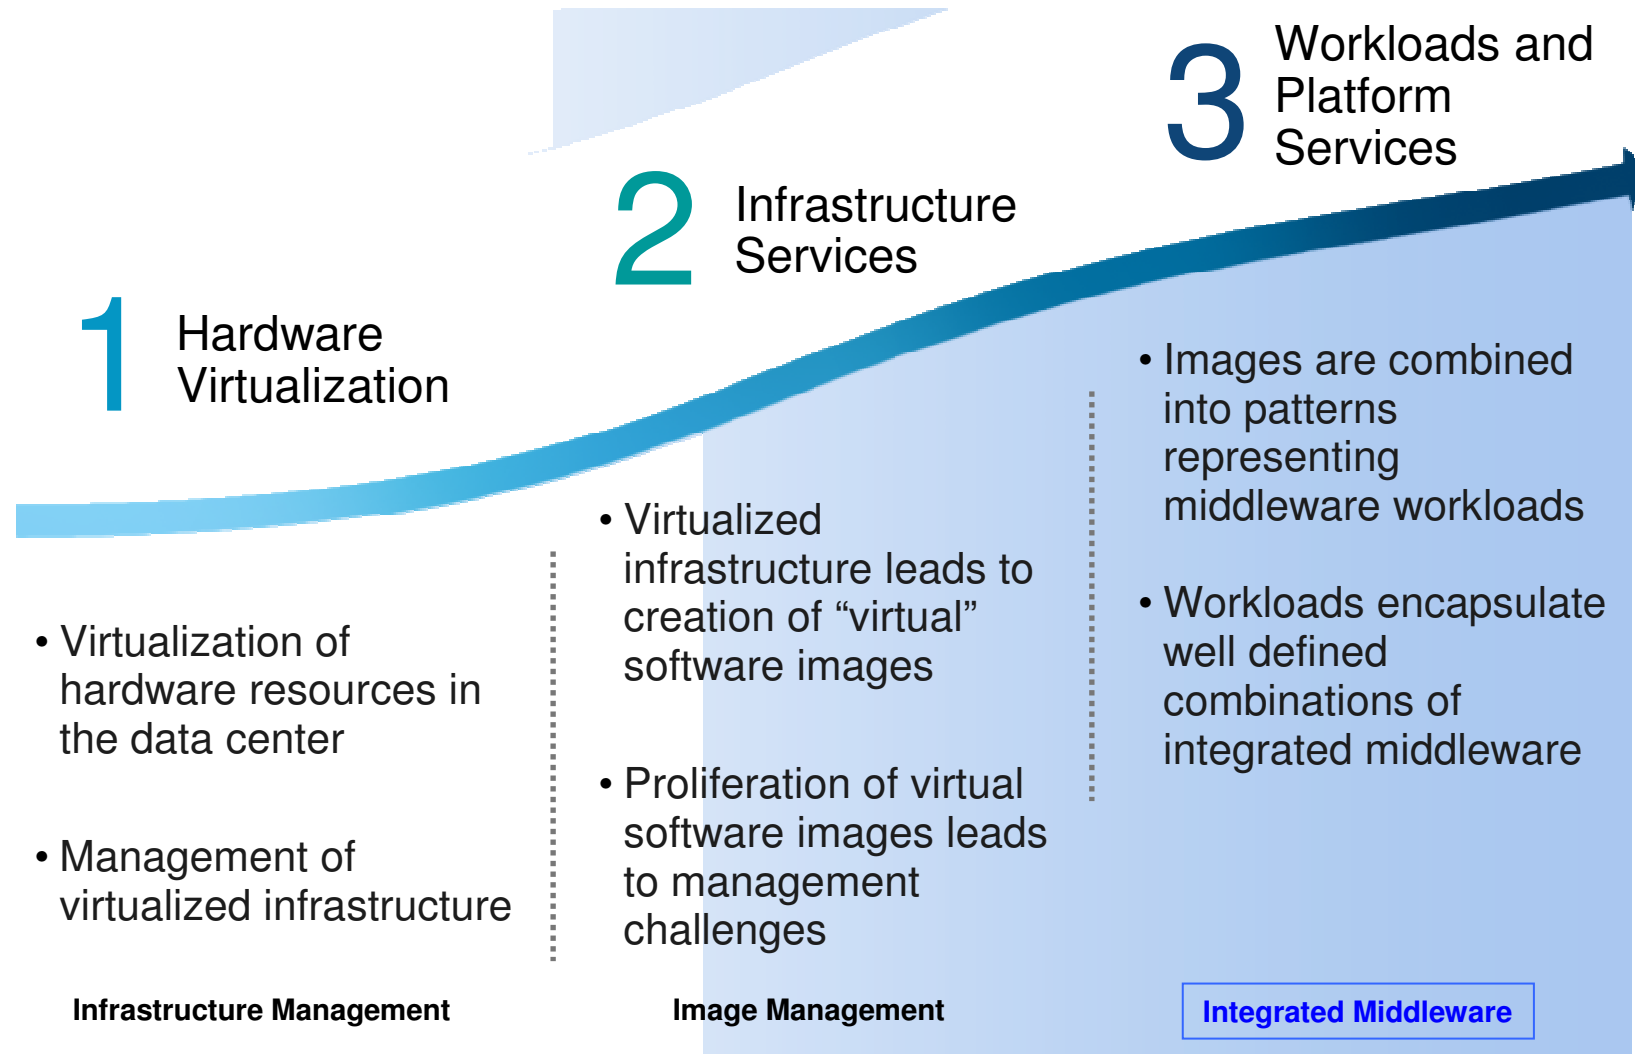 1
Hardware
Virtualization
• Virtualization of
hardware resources in
the data center
• Management of
virtualized infrastructure
Infrastructure Management
2
Infrastructure
Services
• Virtualized
infrastructure leads to
creation of “virtual”
software images
• Proliferation of virtual
software images leads
to management
challenges
Image Management
3
Workloads and
Platform
Services
• Images are combined
into patterns
representing
middleware workloads
• Workloads encapsulate
well defined
combinations of
integrated middleware
Integrated Middleware